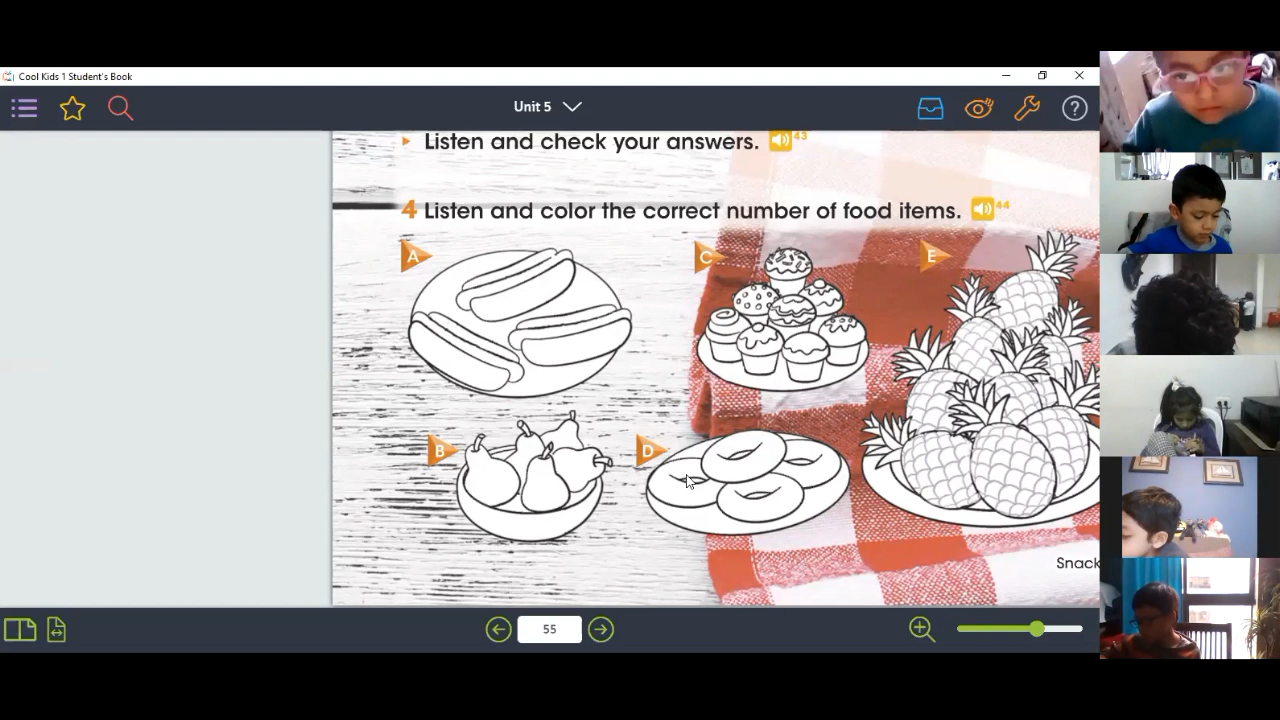 Cool Kids 1 Student's Book
Unit 5
Listen and check your answers. 43
4 Listen and color the correct number of food items. 44
A
C
E
B
D
Snack
55